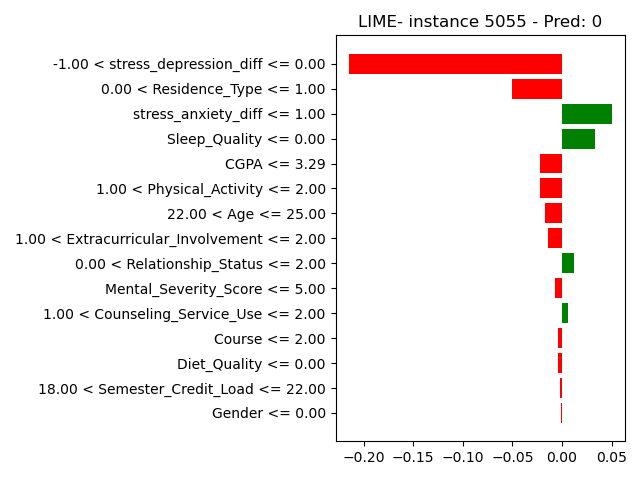 LIME- instance 5055 - Pred: 0
-1.00 < stress_depression_diff <= 0.00
0.00 < Residence_Type <= 1.00
stress_anxiety_diff <= 1.00
Sleep_Quality <= 0.00
CGPA <= 3.29
1.00 < Physical_Activity <= 2.00
22.00 < Age <= 25.00
1.00 < Extracurricular_Involvement <= 2.00
0.00 < Relationship_Status <= 2.00
Mental_Severity_Score <= 5.00
1.00 < Counseling_Service_Use <= 2.00
Course <= 2.00
Diet_Quality <= 0.00
18.00 < Semester_Credit_Load <= 22.00
Gender <= 0.00
−0.20 −0.15 −0.10 −0.05 0.00 0.05